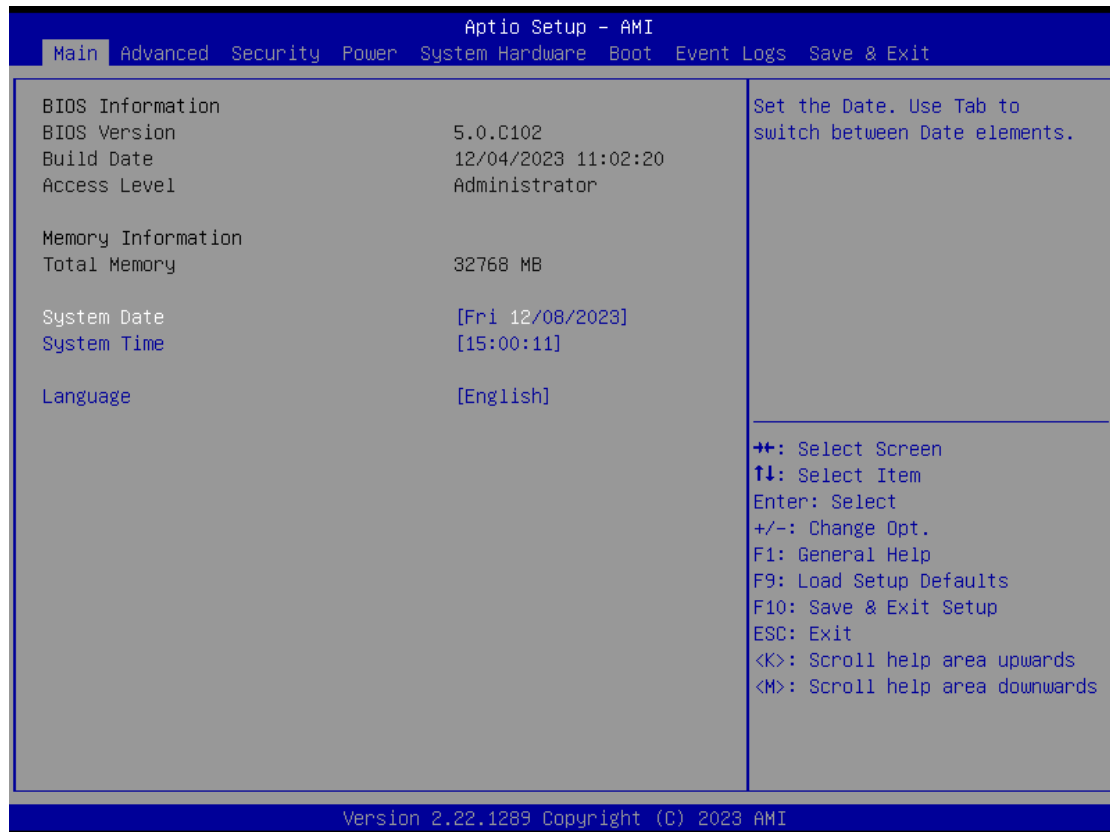 Aptio Setup - AMI
Main Advanced Security Power System Hardware Boot Event Logs Save & Exit
BIOS Information
BIOS Version 5.0.C102
Build Date 12/04/2023 11:02:20
Access Level Administrator
Memory Information
Total Memory 32768 MB
System Date [Fri 12/08/2023]
System Time [15:00:11]
Language [English]
Set the Date. Use Tab to
switch between Date elements.
→←: Select Screen
↑↓: Select Item
Enter: Select
+/-: Change Opt.
F1: General Help
F9: Load Setup Defaults
F10: Save & Exit Setup
ESC: Exit
<K>: Scroll help area upwards
<M>: Scroll help area downwards
Version 2.22.1289 Copyright (C) 2023 AMI